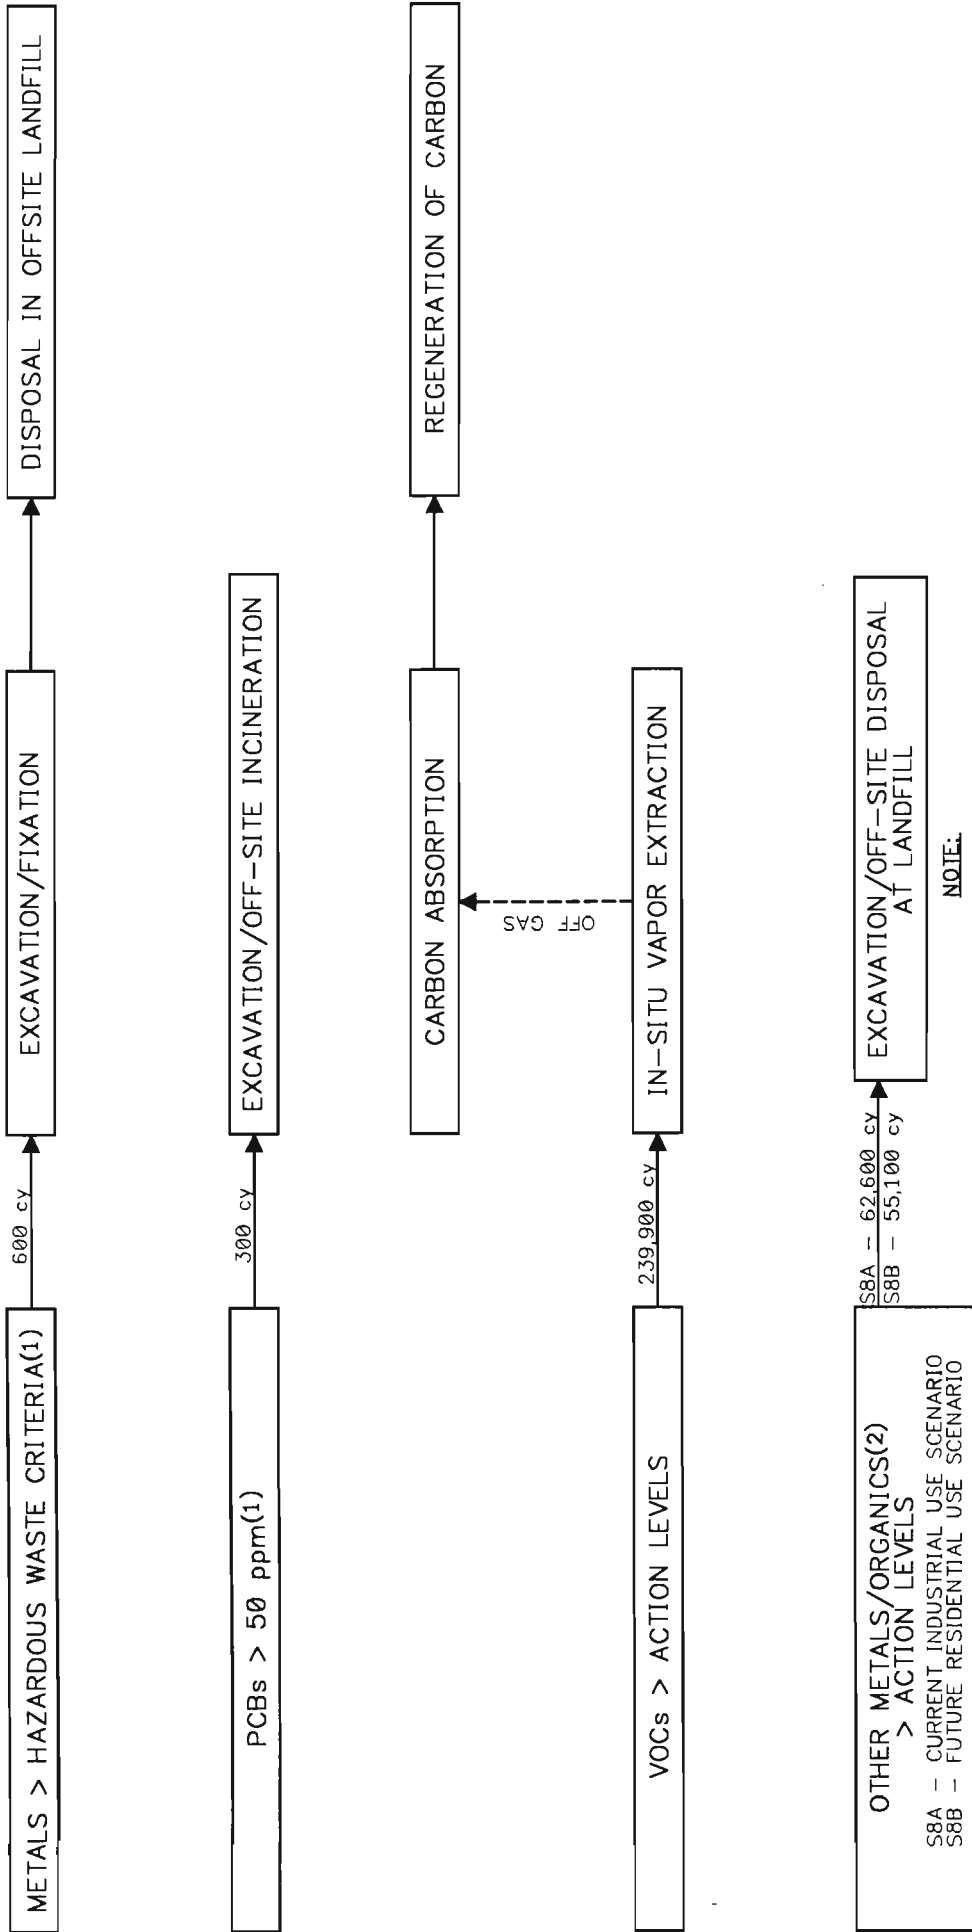 METALS > HAZARDOUS WASTE CRITERIA(1)
600 cy
EXCAVATION/FIXATION
DISPOSAL IN OFFSITE LANDFILL
PCBs > 50 ppm(1)
300 cy
EXCAVATION/OFF-SITE INCINERATION
CARBON ABSORPTION
REGENERATION OF CARBON
OFF GAS
VOCs > ACTION LEVELS
239,900 cy
IN-SITU VAPOR EXTRACTION
OTHER METALS/ORGANICS(2)
> ACTION LEVELS
S8A - CURRENT INDUSTRIAL USE SCENARIO
S8B - FUTURE RESIDENTIAL USE SCENARIO
S8A - 62,600 cy
S8B - 55,100 cy
EXCAVATION/OFF-SITE DISPOSAL
AT LANDFILL
NOTE: